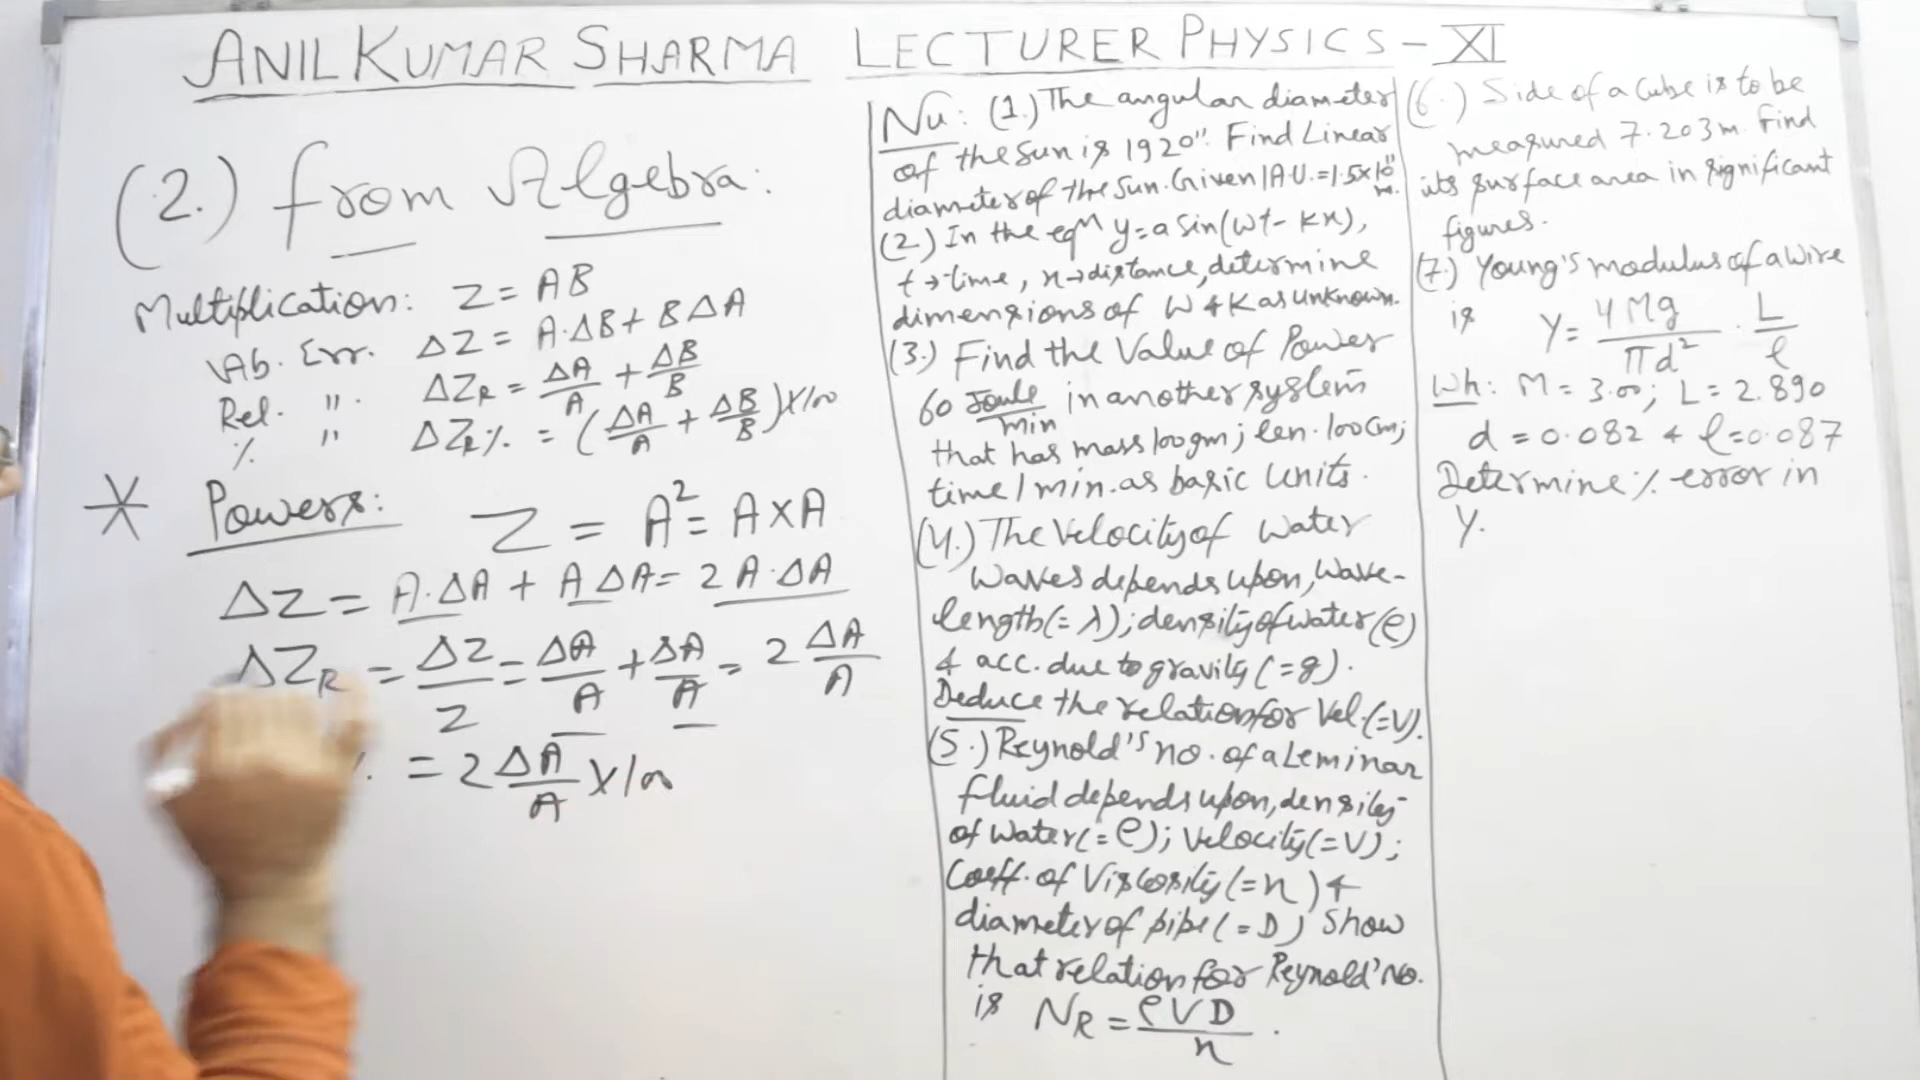 ANIL KUMAR SHARMA LECTURER PHYSICS - XI
(2.) from Algebra:
Multiplication: Z = AB
Ab. Err. ΔZ = A·ΔB + BΔA
Rel. " ΔZR = ΔA/A + ΔB/B
% " ΔZR% = (ΔA/A + ΔB/B) X100
* Powers: Z = A² = A X A
ΔZ = A·ΔA + AΔA = 2A·ΔA
ΔZR = ΔZ/Z = ΔA/A + ΔA/A = 2 ΔA/A
= 2 ΔA/A X100
Nu: (1.) The angular diameter
of the Sun is 1920". Find Linear
diameter of the Sun. Given 1A.U. = 1.5x10¹¹ m.
(2.) In the eqn y = a sin(wt - kx),
t → time, x → distance, determine
dimensions of W & K as unknown.
(3.) Find the Value of Power
60 Joule/min in another system
that has mass 100gm; len. 100cm;
time 1 min. as basic units.
(4.) The Velocity of Water
Waves depends upon, Wave-
length (= λ); density of water (ρ)
& acc. due to gravity (= g).
Deduce the relation for Vel. (= V).
(5.) Reynold's no. of a Leminar
fluid depends upon, density
of Water (= ρ); Velocity (= V);
Coeff. of Viscosity (= n) &
diameter of pipe (= D) Show
that relation for Reynold' No.
is NR = ρVD/n .
(6.) Side of a Cube is to be
measured 7.203m. Find
its surface area in significant
figures.
(7.) Young's modulus of a Wire
is Y = 4Mg/πd² · L/l
Wh: M = 3.00; L = 2.890
d = 0.082 & l = 0.087
Determine % error in
Y.